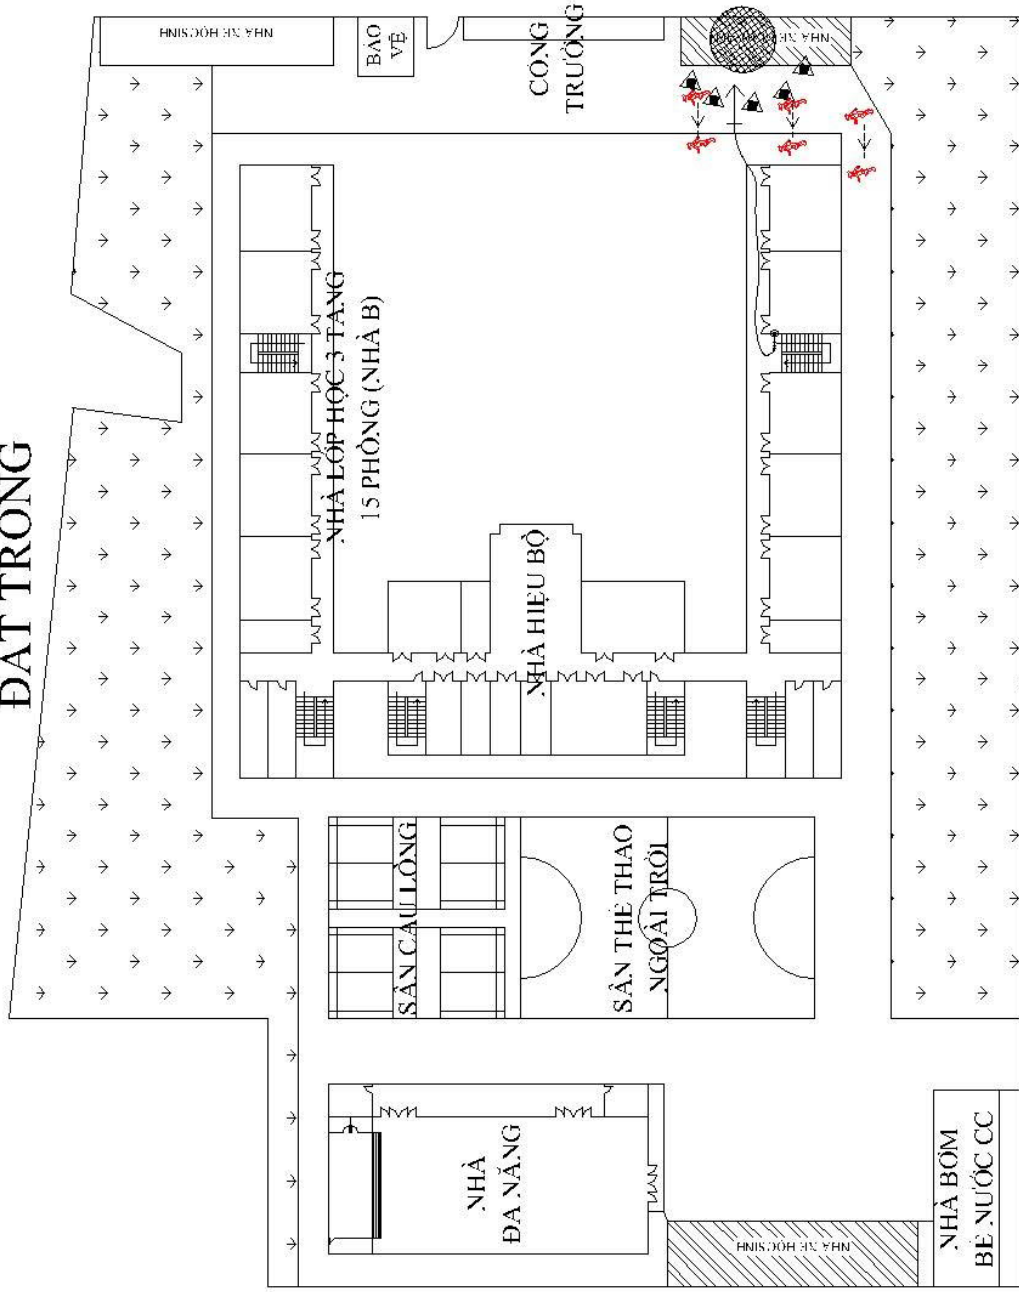 NHÀ XE HỌC SINH
BẢO
VỆ
CỔNG
TRƯỜNG
ĐẤT TRỐNG
NHÀ LỚP HỌC 3 TẦNG
15 PHÒNG (NHÀ B)
NHÀ HIỆU BỘ
SÂN CẦU LÔNG
SÂN THỂ THAO
NGOÀI TRỜI
NHÀ
ĐA NĂNG
NHÀ XE HỌC SINH
NHÀ BƠM
BỂ NƯỚC CC